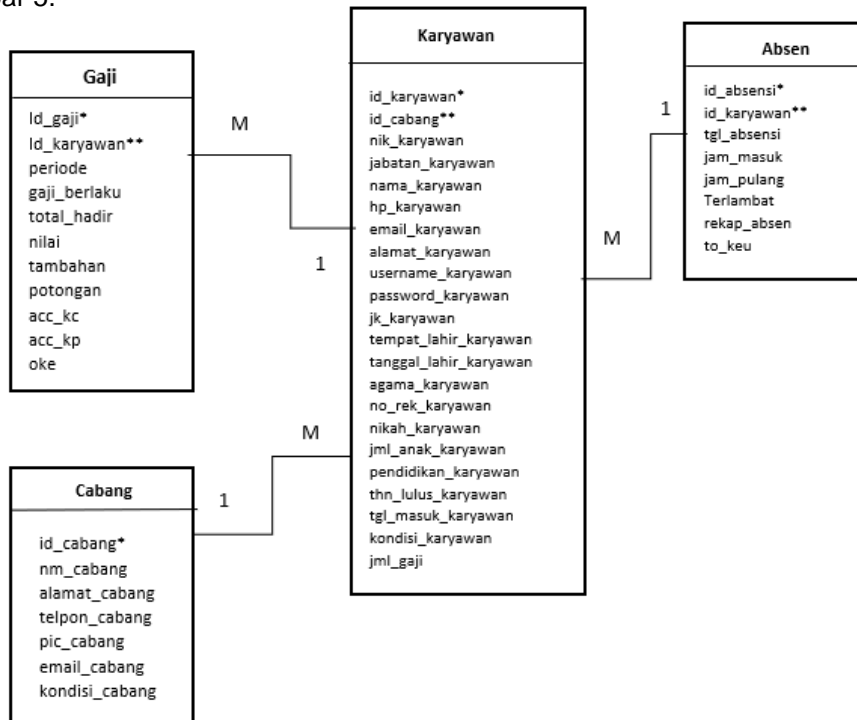 Gaji
Id_gaji*
Id_karyawan**
periode
gaji_berlaku
total_hadir
nilai
tambahan
potongan
acc_kc
acc_kp
oke
M
1
Karyawan
id_karyawan*
id_cabang**
nik_karyawan
jabatan_karyawan
nama_karyawan
hp_karyawan
email_karyawan
alamat_karyawan
username_karyawan
password_karyawan
jk_karyawan
tempat_lahir_karyawan
tanggal_lahir_karyawan
agama_karyawan
no_rek_karyawan
nikah_karyawan
jml_anak_karyawan
pendidikan_karyawan
thn_lulus_karyawan
tgl_masuk_karyawan
kondisi_karyawan
jml_gaji
1
M
Absen
id_absensi*
id_karyawan**
tgl_absensi
jam_masuk
jam_pulang
Terlambat
rekap_absen
to_keu
M
1
Cabang
id_cabang*
nm_cabang
alamat_cabang
telpon_cabang
pic_cabang
email_cabang
kondisi_cabang